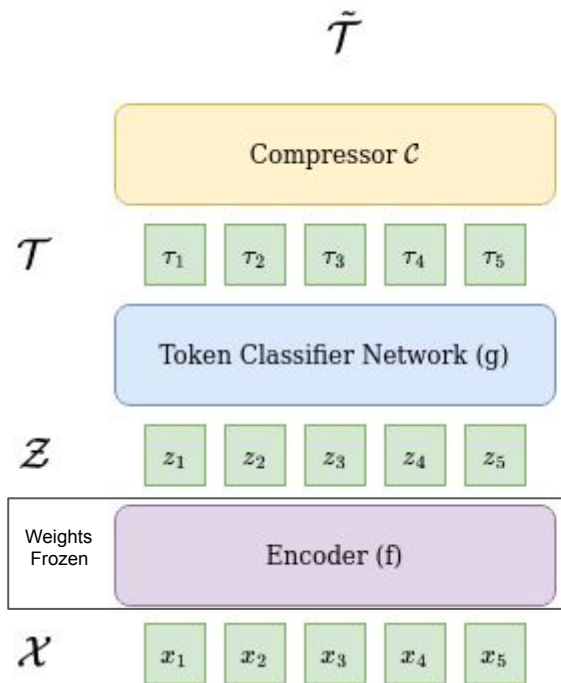 𝒯̃
Compressor 𝒞
𝒯 τ₁ τ₂ τ₃ τ₄ τ₅
Token Classifier Network (g)
𝒵 z₁ z₂ z₃ z₄ z₅
Weights
Frozen
Encoder (f)
𝒳 x₁ x₂ x₃ x₄ x₅